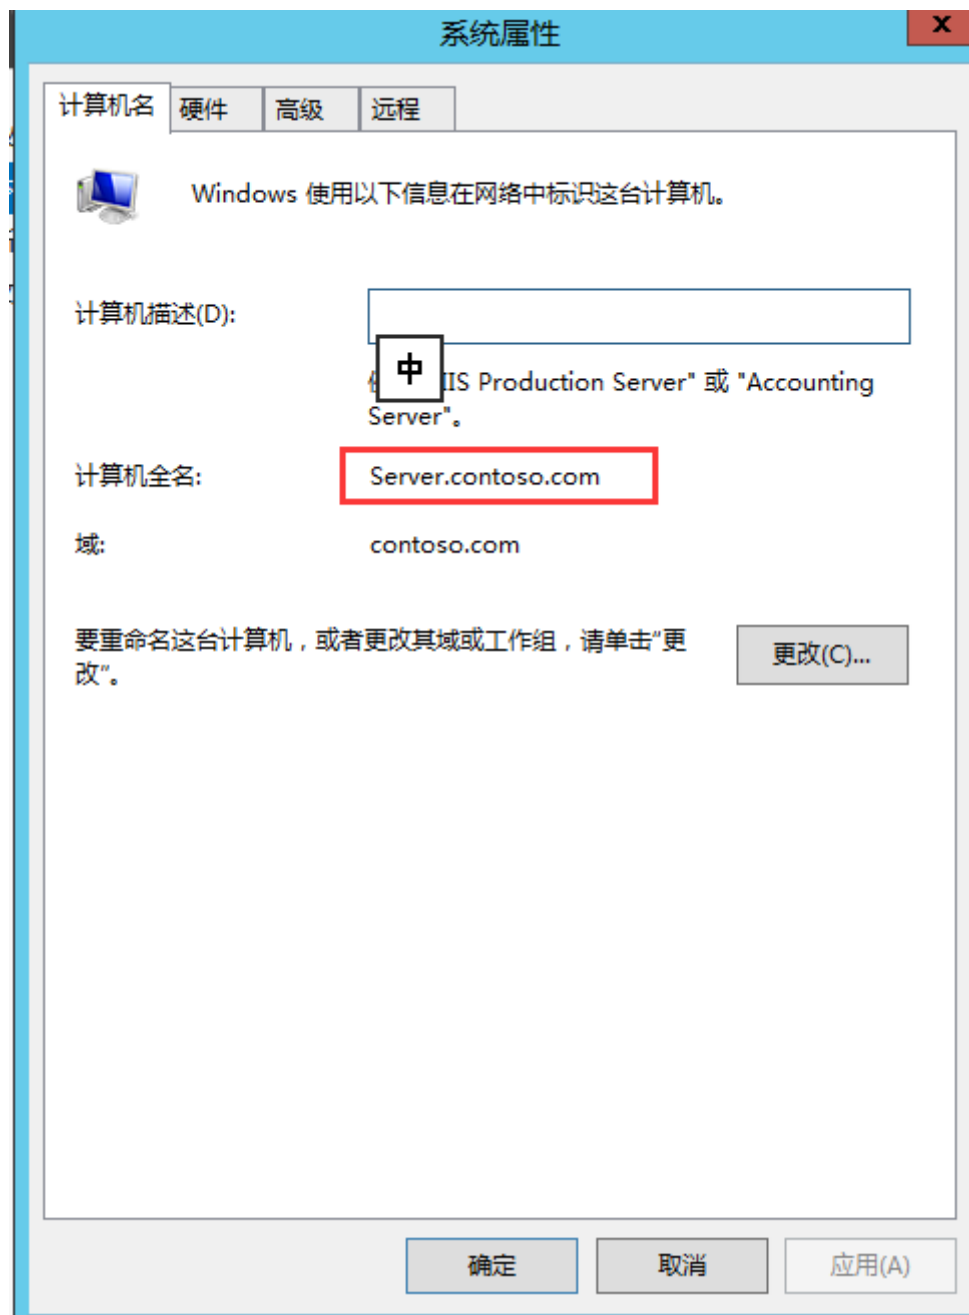 系统属性
x
计算机名 硬件 高级 远程
Windows 使用以下信息在网络中标识这台计算机。
计算机描述(D):
中
IIS Production Server" 或 "Accounting
Server"。
计算机全名: Server.contoso.com
域: contoso.com
要重命名这台计算机，或者更改其域或工作组，请单击“更
改”。
更改(C)...
确定 取消 应用(A)